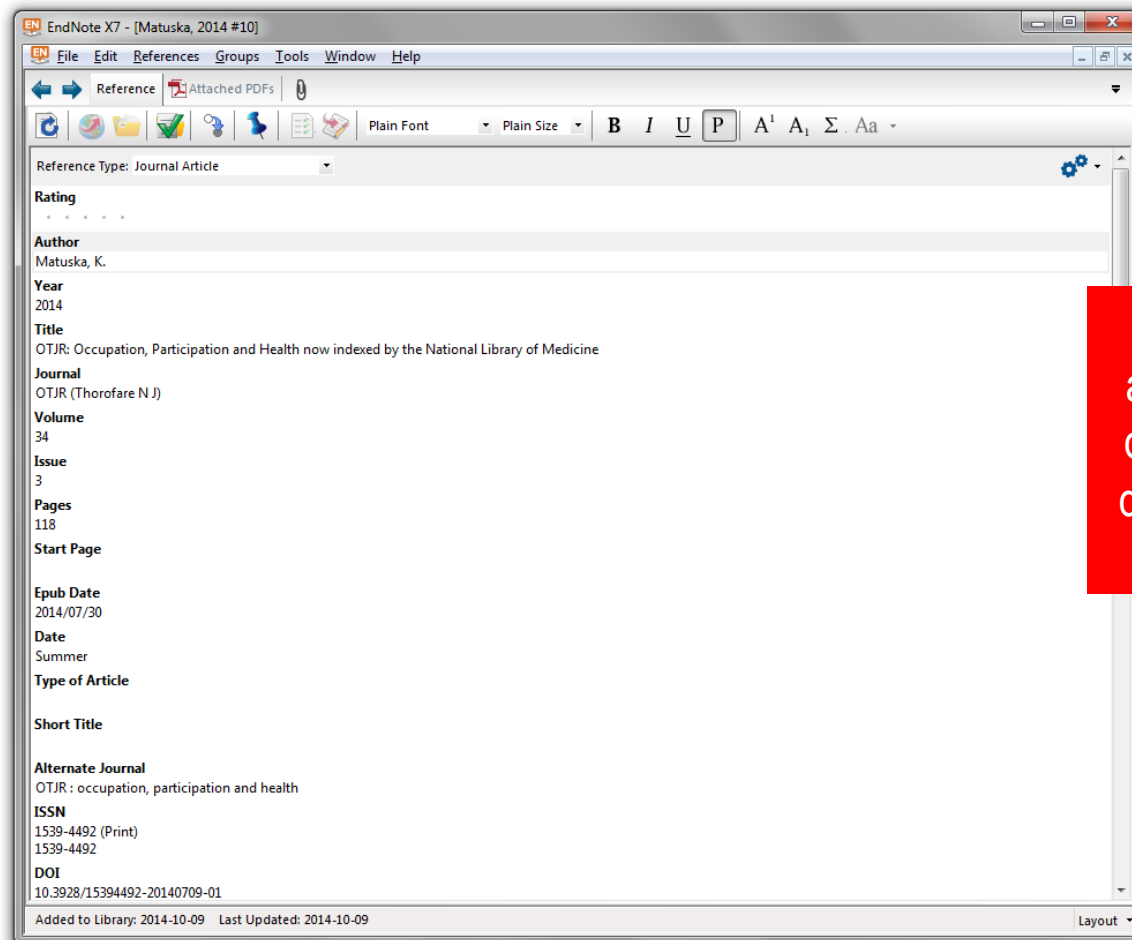 EndNote X7 - [Matuska, 2014 #10]
File Edit References Groups Tools Window Help
Reference Attached PDFs
Plain Font Plain Size B I U P A¹ A₁ Σ Aa
Reference Type: Journal Article
Rating
Author
Matuska, K.
Year
2014
Title
OTJR: Occupation, Participation and Health now indexed by the National Library of Medicine
Journal
OTJR (Thorofare N J)
Volume
34
Issue
3
Pages
118
Start Page
Epub Date
2014/07/30
Date
Summer
Type of Article
Short Title
Alternate Journal
OTJR : occupation, participation and health
ISSN
1539-4492 (Print)
1539-4492
DOI
10.3928/15394492-20140709-01
Added to Library: 2014-10-09 Last Updated: 2014-10-09 Layout